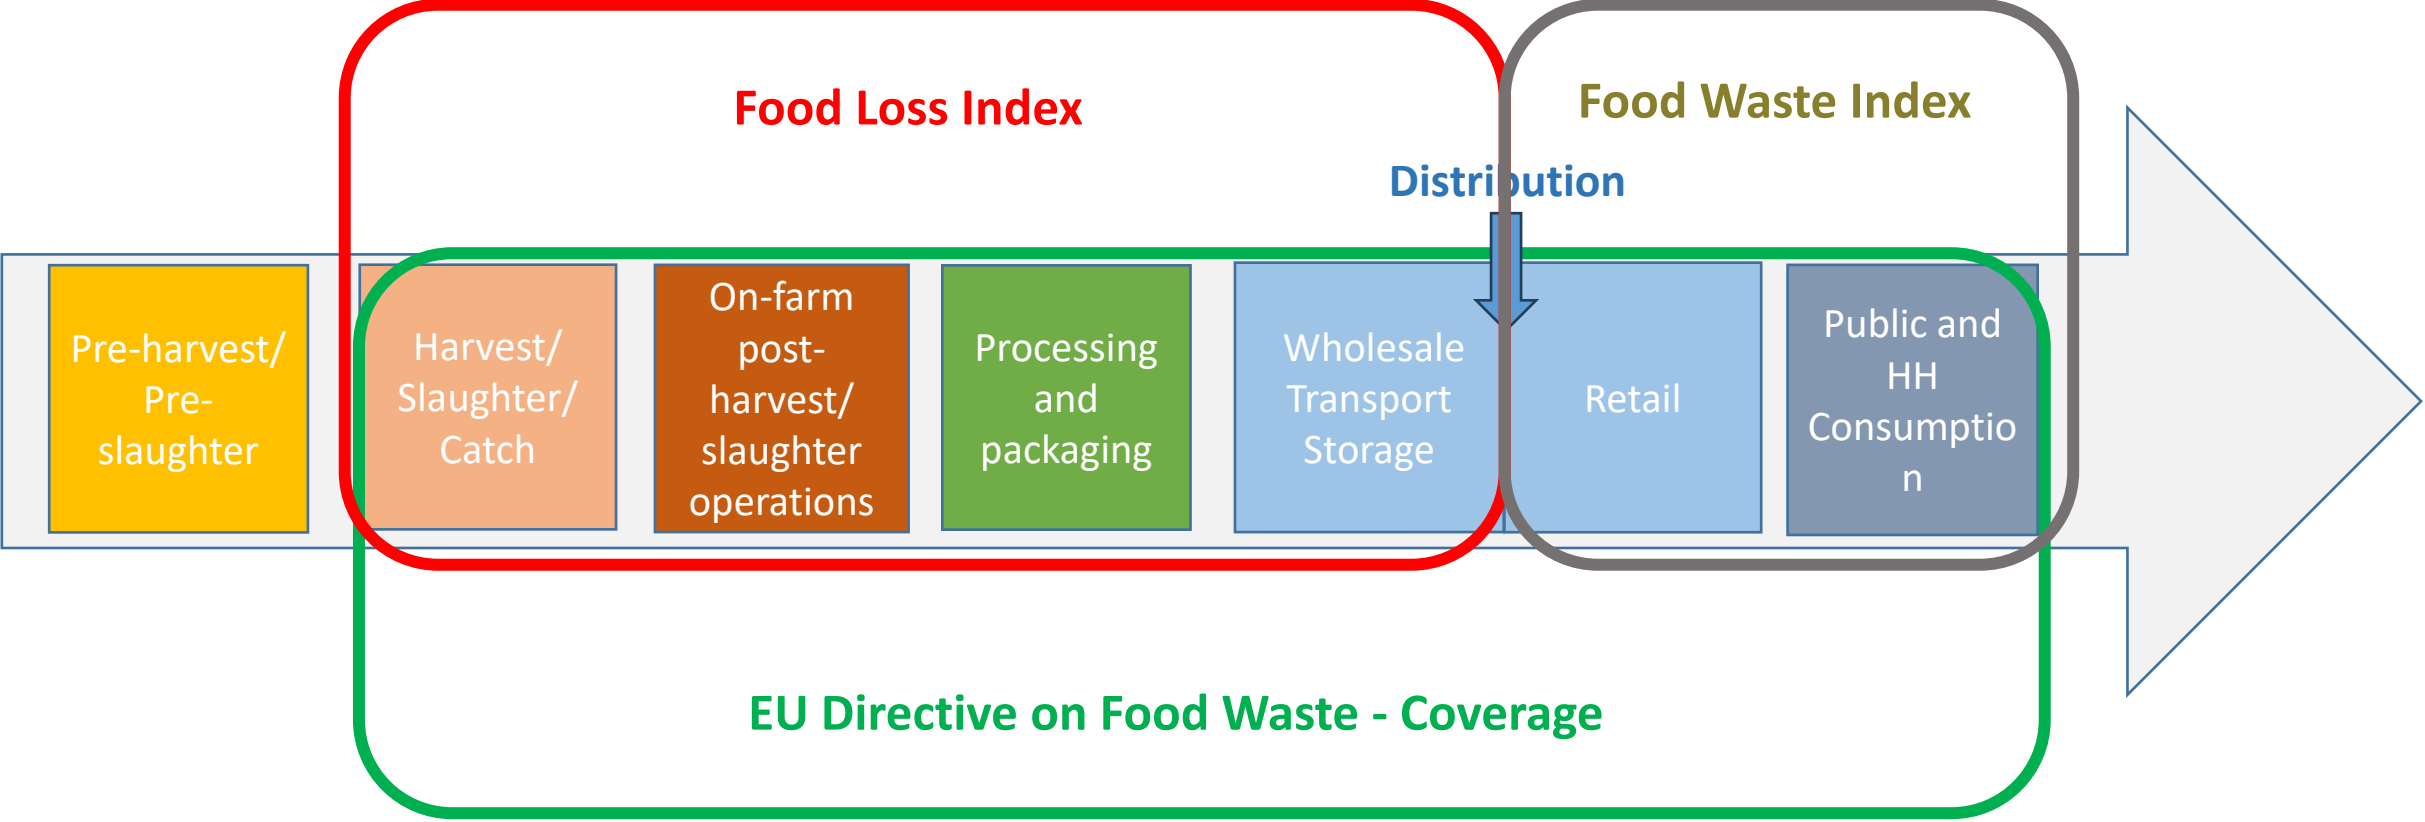 Food Loss Index
Food Waste Index
Distribution
Pre-harvest/
Pre-
slaughter
Harvest/
Slaughter/
Catch
On-farm
post-
harvest/
slaughter
operations
Processing
and
packaging
Wholesale
Transport
Storage
Retail
Public and
HH
Consumptio
n
EU Directive on Food Waste - Coverage